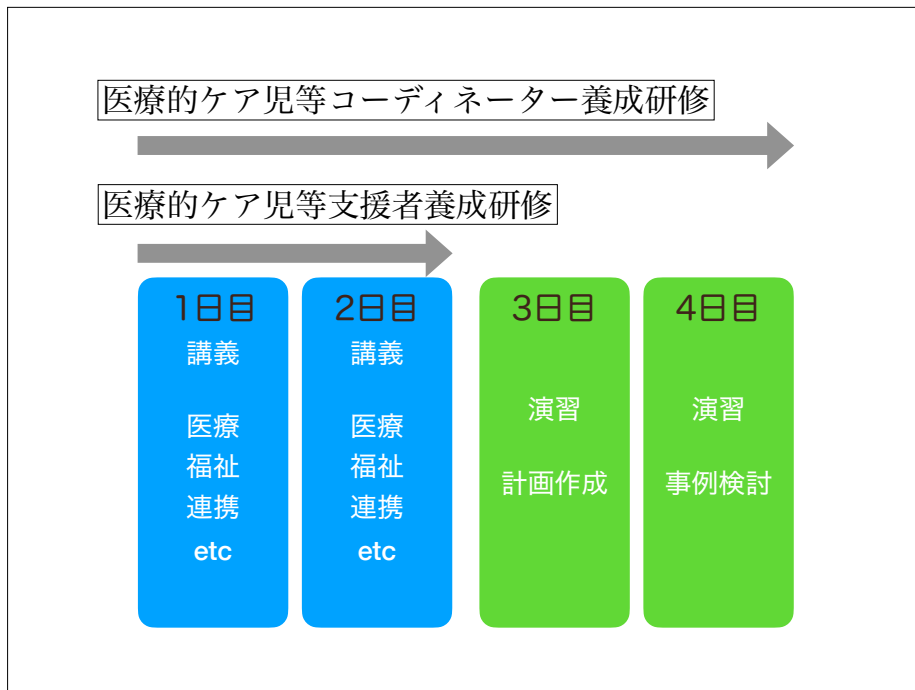 医療的ケア児等コーディネーター養成研修
医療的ケア児等支援者養成研修
1日目
講義
医療
福祉
連携
etc
2日目
講義
医療
福祉
連携
etc
3日目
演習
計画作成
4日目
演習
事例検討